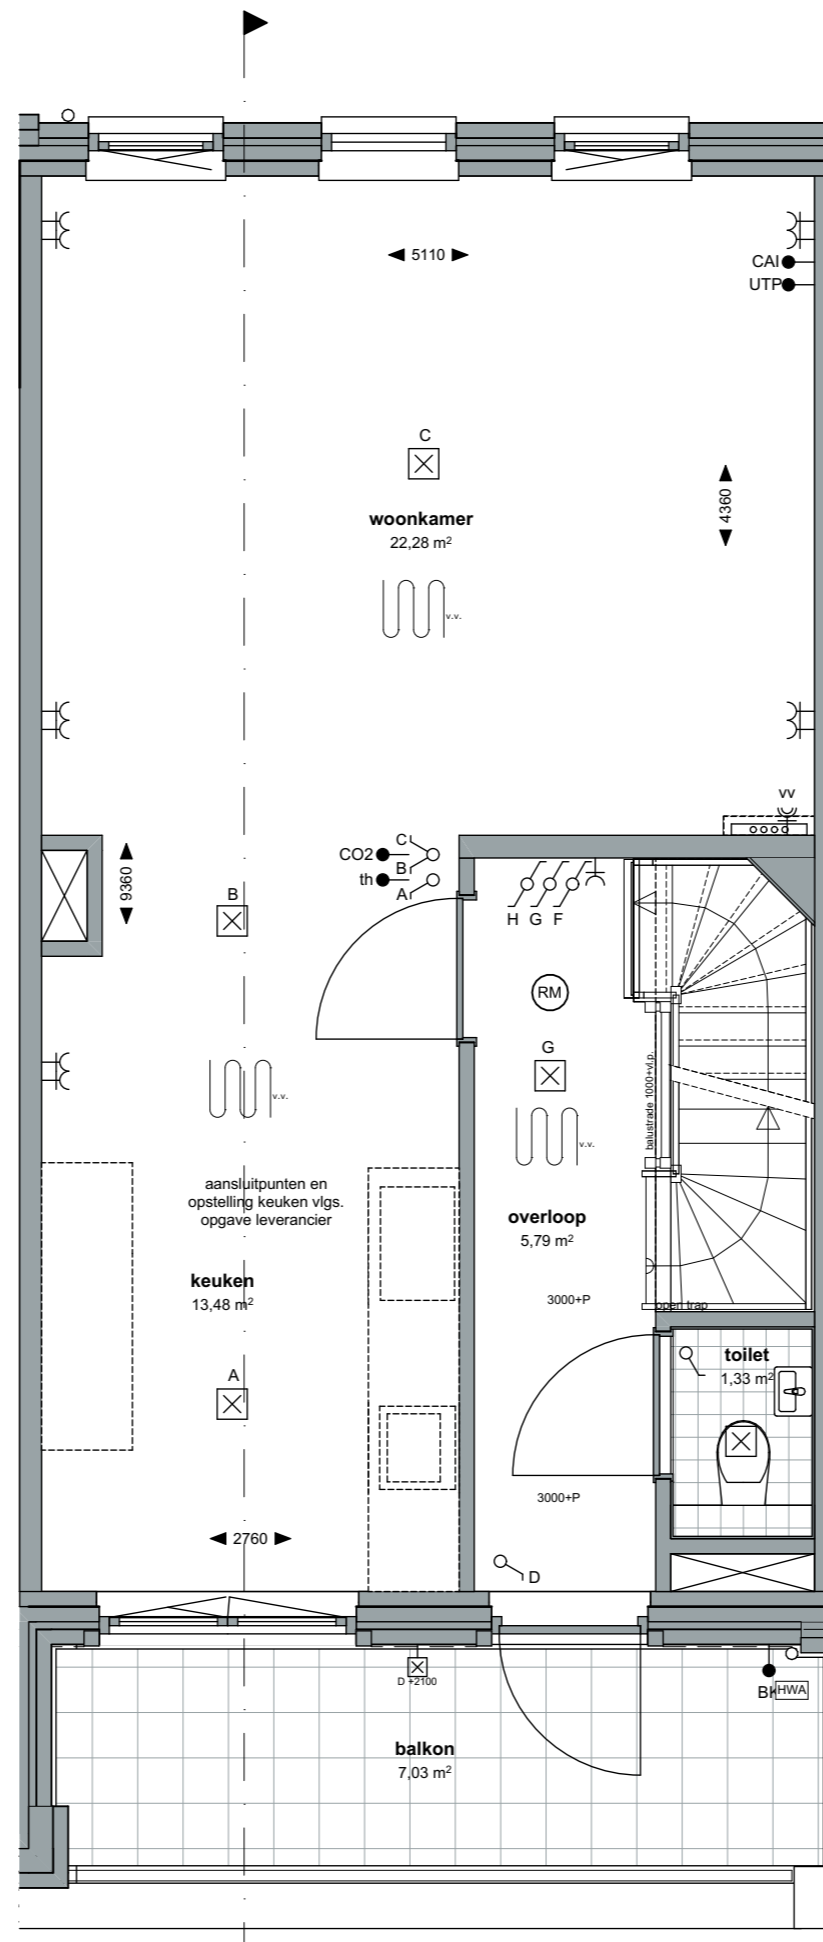 5110
CAI
UTP
C
4360
woonkamer
22,28 m²
v.v.
vv
9360
C
CO2
B
th
A
B
H G F
RM
G
v.v.
v.v.
balustrade 1000+vl.p.
aansluitpunten en
opstelling keuken vlgs.
opgave leverancier
overloop
5,79 m²
keuken
13,48 m²
3000+P
open trap
toilet
1,33 m²
A
3000+P
2760
D
D +2100
BK
HWA
balkon
7,03 m²